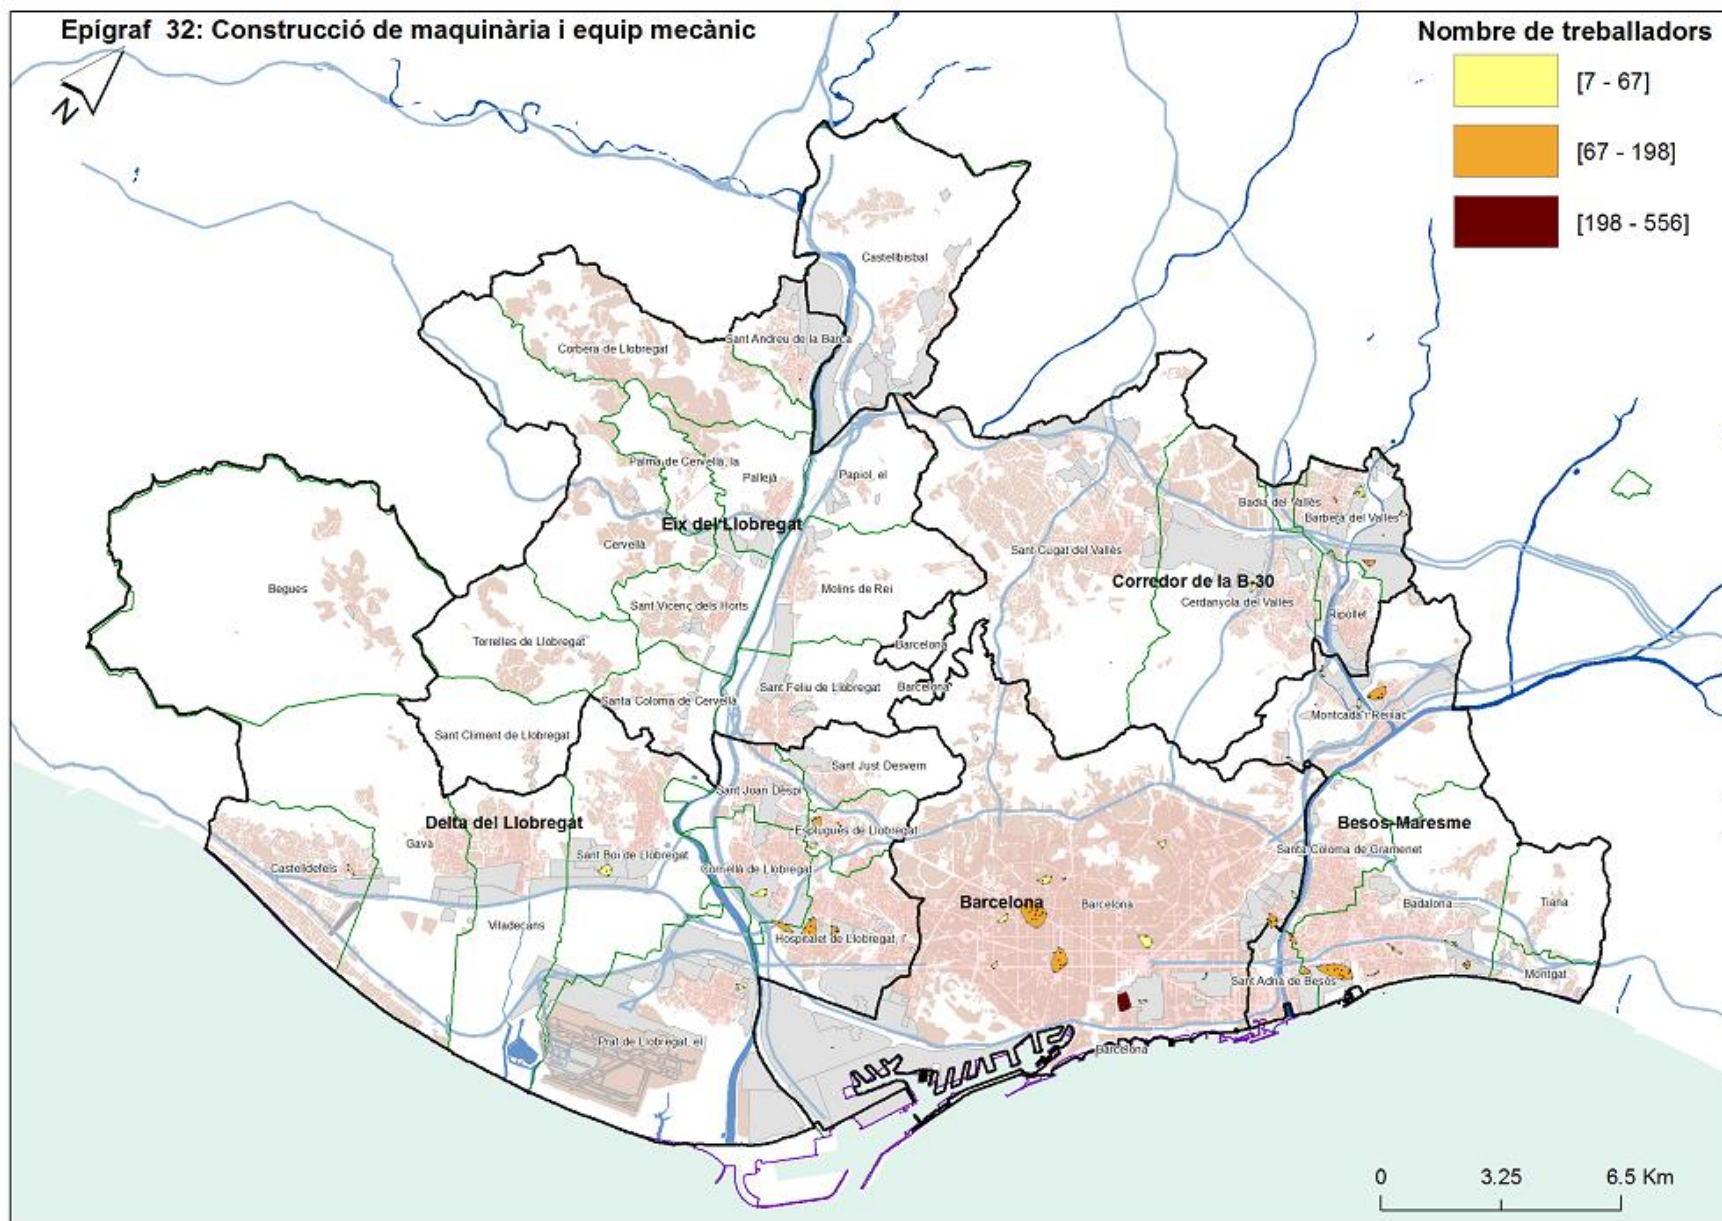 Epígraf 32: Construcció de maquinària i equip mecànic
Nombre de treballadors
[7 - 67]
[67 - 198]
[198 - 556]
N
Castellbisbal
Corbera de Llobregat
Sant Andreu de la Barca
Palma de Cervelló, la
Pallejà
Papiol, el
Eix del Llobregat
Cervelló
Begues
Torrelles de Llobregat
Sant Vicenç dels Horts
Molins de Rei
Sant Cugat del Vallès
Badia del Vallès
Barberà del Vallès
Corredor de la B-30
Cerdanyola del Vallès
Ripollet
Barcelona
Barcelona
Sant Feliu de Llobregat
Santa Coloma de Cervelló
Sant Climent de Llobregat
Montcada i Reixac
Sant Just Desvern
Sant Joan Despí
Delta del Llobregat
Gavà
Esplugues de Llobregat
Besòs-Maresme
Santa Coloma de Gramenet
Castelldefels
Sant Boi de Llobregat
Cornellà de Llobregat
Viladecans
Hospitalet de Llobregat, l'
Barcelona
Barcelona
Badalona
Tiana
Montgat
Sant Adrià de Besòs
Prat de Llobregat, el
Barcelona
0 3.25 6.5 Km